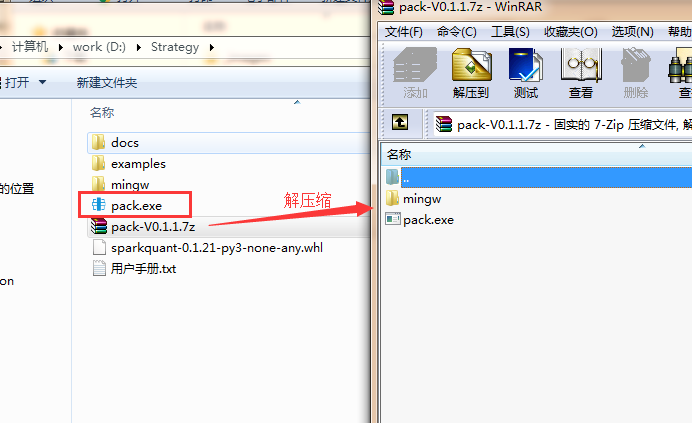 pack-V0.1.1.7z - WinRAR
计算机 ▸ work (D:) ▸ Strategy ▸
文件(F) 命令(C) 工具(S) 收藏夹(O) 选项(N) 帮助
打开 ▼ 新建文件夹
添加 解压到 测试 查看 删除 查
pack-V0.1.1.7z - 固实的 7-Zip 压缩文件, 解
名称
docs
examples
mingw
pack.exe
pack-V0.1.1.7z
sparkquant-0.1.21-py3-none-any.whl
用户手册.txt
的位置
on
解压缩
名称
..
mingw
pack.exe